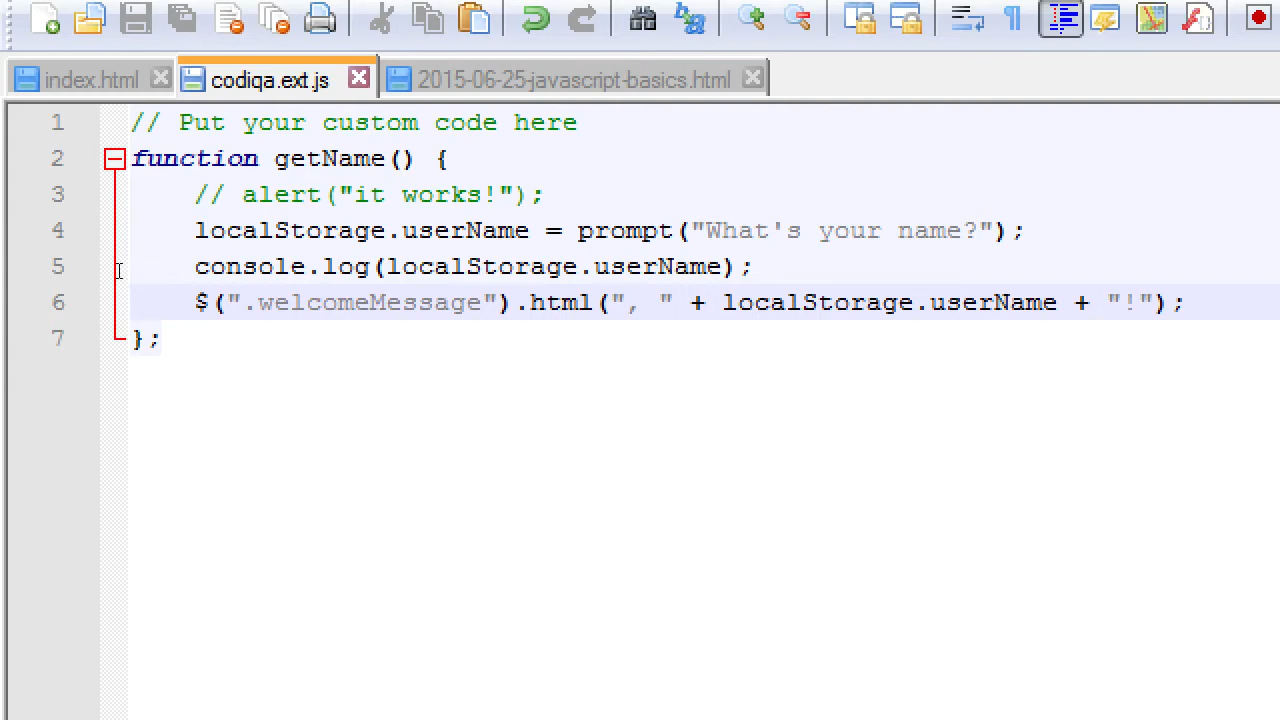 index.html codiqa.ext.js 2015-06-25-javascript-basics.html
1 // Put your custom code here
2 function getName() {
3 // alert("it works!");
4 localStorage.userName = prompt("What's your name?");
5 console.log(localStorage.userName);
6 $(".welcomeMessage").html(", " + localStorage.userName + "!");
7 };